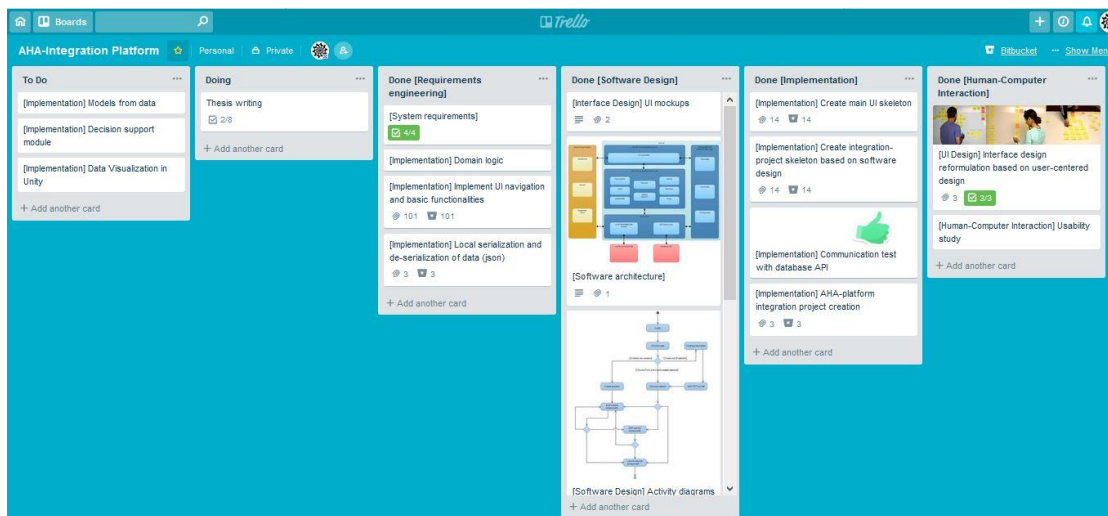 Boards
Trello
AHA-Integration Platform
Personal
Private
Bitbucket
··· Show Men
To Do
[Implementation] Models from data
[Implementation] Decision support
module
[Implementation] Data Visualization in
Unity
+ Add another card
Doing
Thesis writing
2/8
+ Add another card
Done [Requirements
engineering]
[System requirements]
4/4
[Implementation] Domain logic
[Implementation] Implement UI navigation
and basic functionalities
101 101
[Implementation] Local serialization and
de-serialization of data (json)
3 3
+ Add another card
Done [Software Design]
[Interface Design] UI mockups
2
[Software architecture]
1
[Software Design] Activity diagrams
+ Add another card
Done [Implementation]
[Implementation] Create main UI skeleton
14 14
[Implementation] Create integration-
project skeleton based on software
design
14 14
[Implementation] Communication test
with database API
[Implementation] AHA-platform
integration project creation
3 3
+ Add another card
Done [Human-Computer
Interaction]
[UI Design] Interface design
reformulation based on user-centered
design
3 3/3
[Human-Computer Interaction] Usability
study
+ Add another card